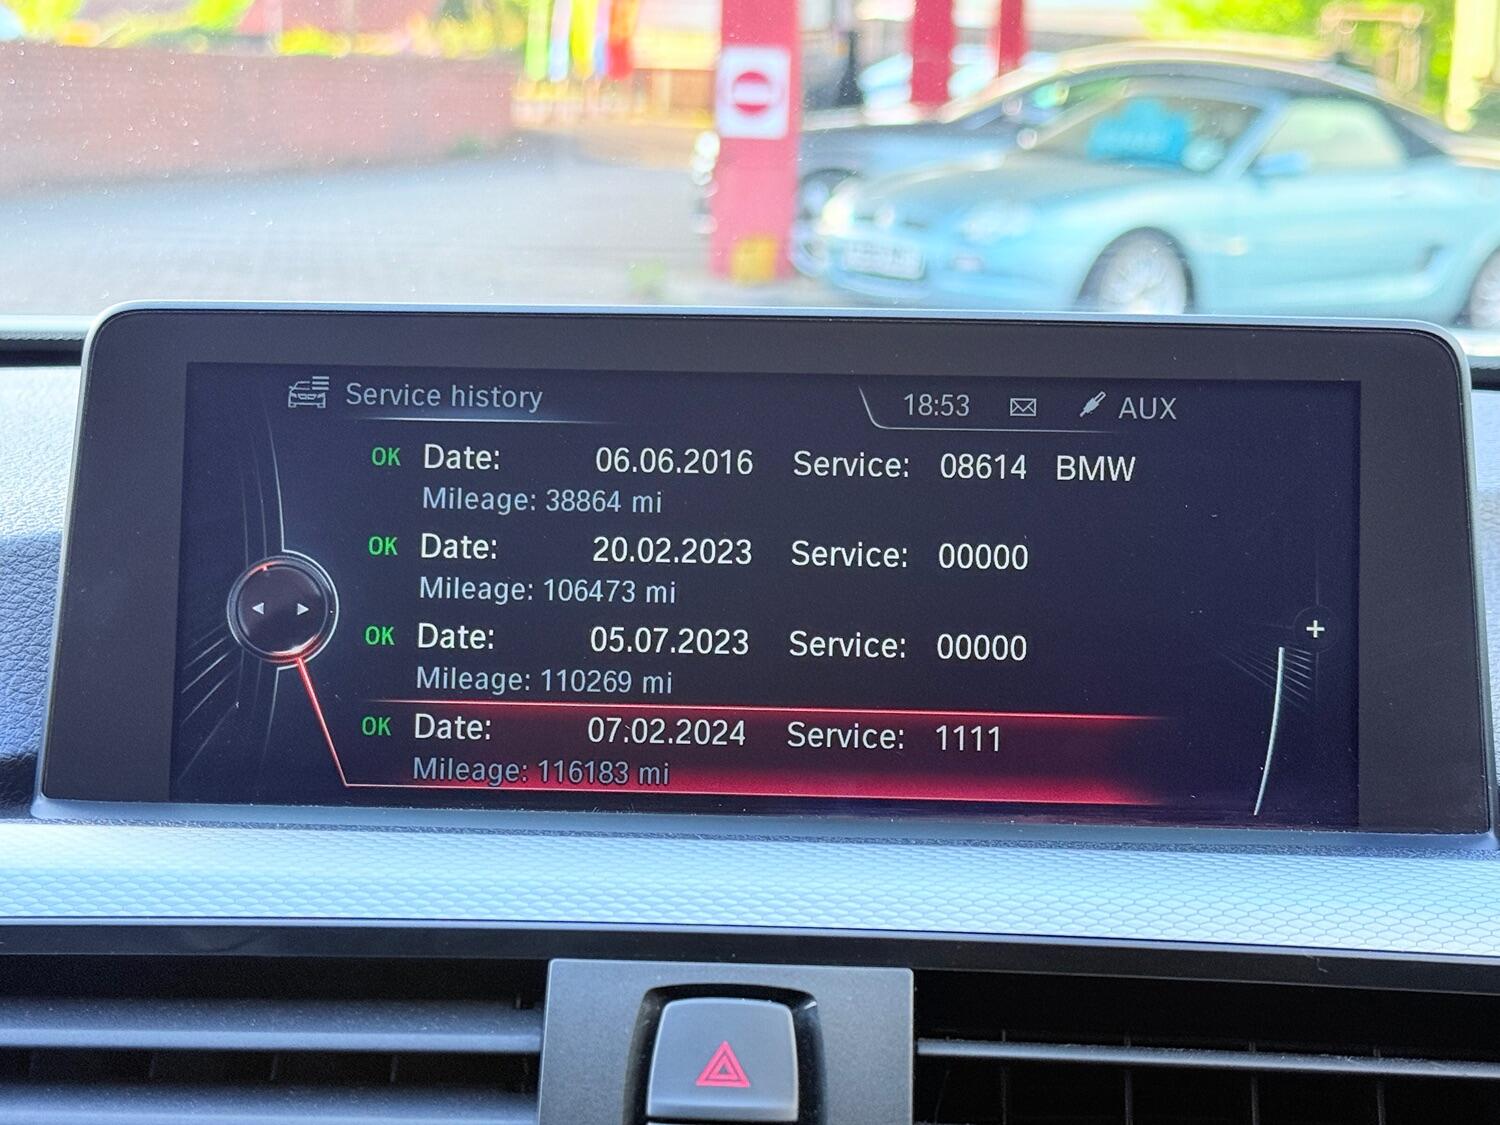 Service history 18:53 AUX
OK Date: 06.06.2016 Service: 08614 BMW
Mileage: 38864 mi
OK Date: 20.02.2023 Service: 00000
Mileage: 106473 mi
OK Date: 05.07.2023 Service: 00000
Mileage: 110269 mi
OK Date: 07.02.2024 Service: 1111
Mileage: 116183 mi